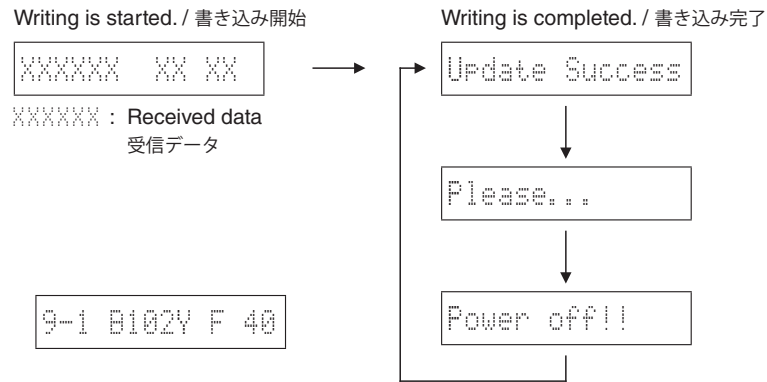 Writing is started. / 書き込み開始
XXXXXX XX XX
XXXXXX : Received data
受信データ
Writing is completed. / 書き込み完了
Update Success
Please...
Power off!!
9-1 B102Y F 40